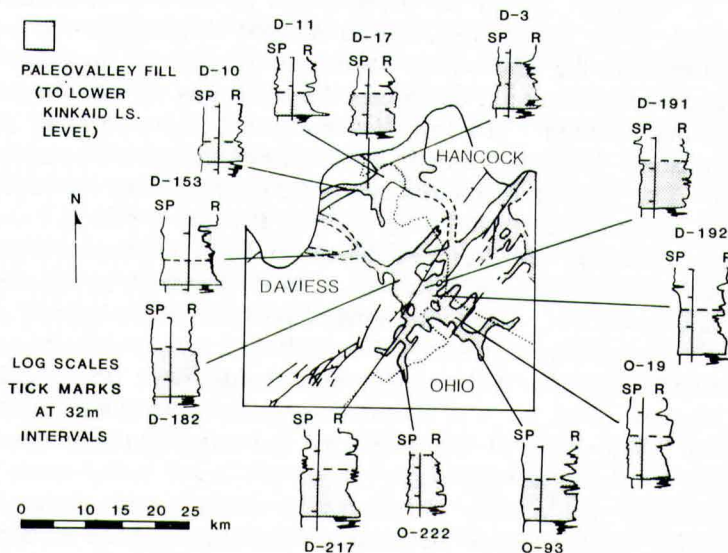 D-11
D-17
D-3
SP R
SP R
SP R
PALEOVALLEY FILL
(TO LOWER
KINKAID LS.
LEVEL)
D-10
SP R
D-191
SP R
HANCOCK
N
D-153
SP R
D-192
SP R
DAVIESS
SP R
D-182
LOG SCALES
TICK MARKS
AT 32m
INTERVALS
OHIO
O-19
SP R
SP R
D-217
SP R
O-222
SP R
O-93
0 5 10 15 20 25 km